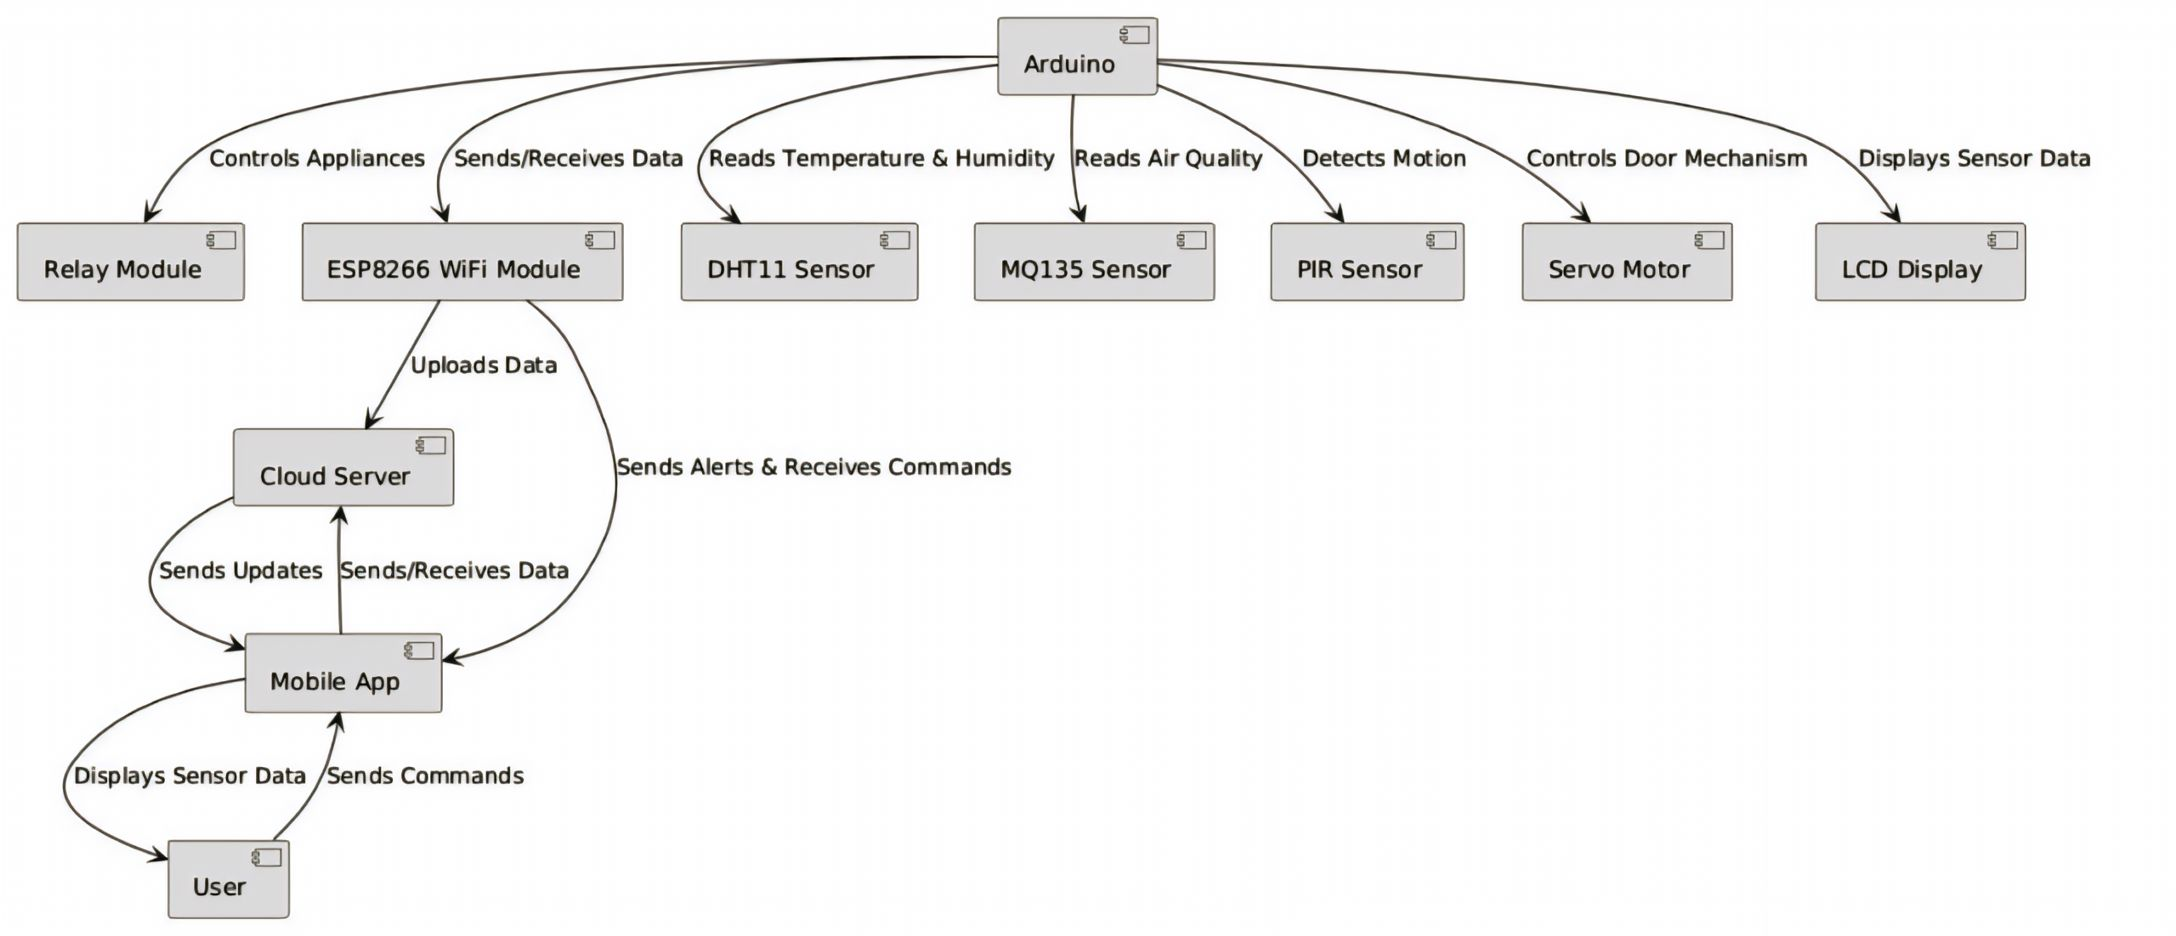 Arduino
Controls Appliances
Sends/Receives Data
Reads Temperature & Humidity
Reads Air Quality
Detects Motion
Controls Door Mechanism
Displays Sensor Data
Relay Module
ESP8266 WiFi Module
DHT11 Sensor
MQ135 Sensor
PIR Sensor
Servo Motor
LCD Display
Uploads Data
Cloud Server
Sends Alerts & Receives Commands
Sends Updates
Sends/Receives Data
Mobile App
Displays Sensor Data
Sends Commands
User